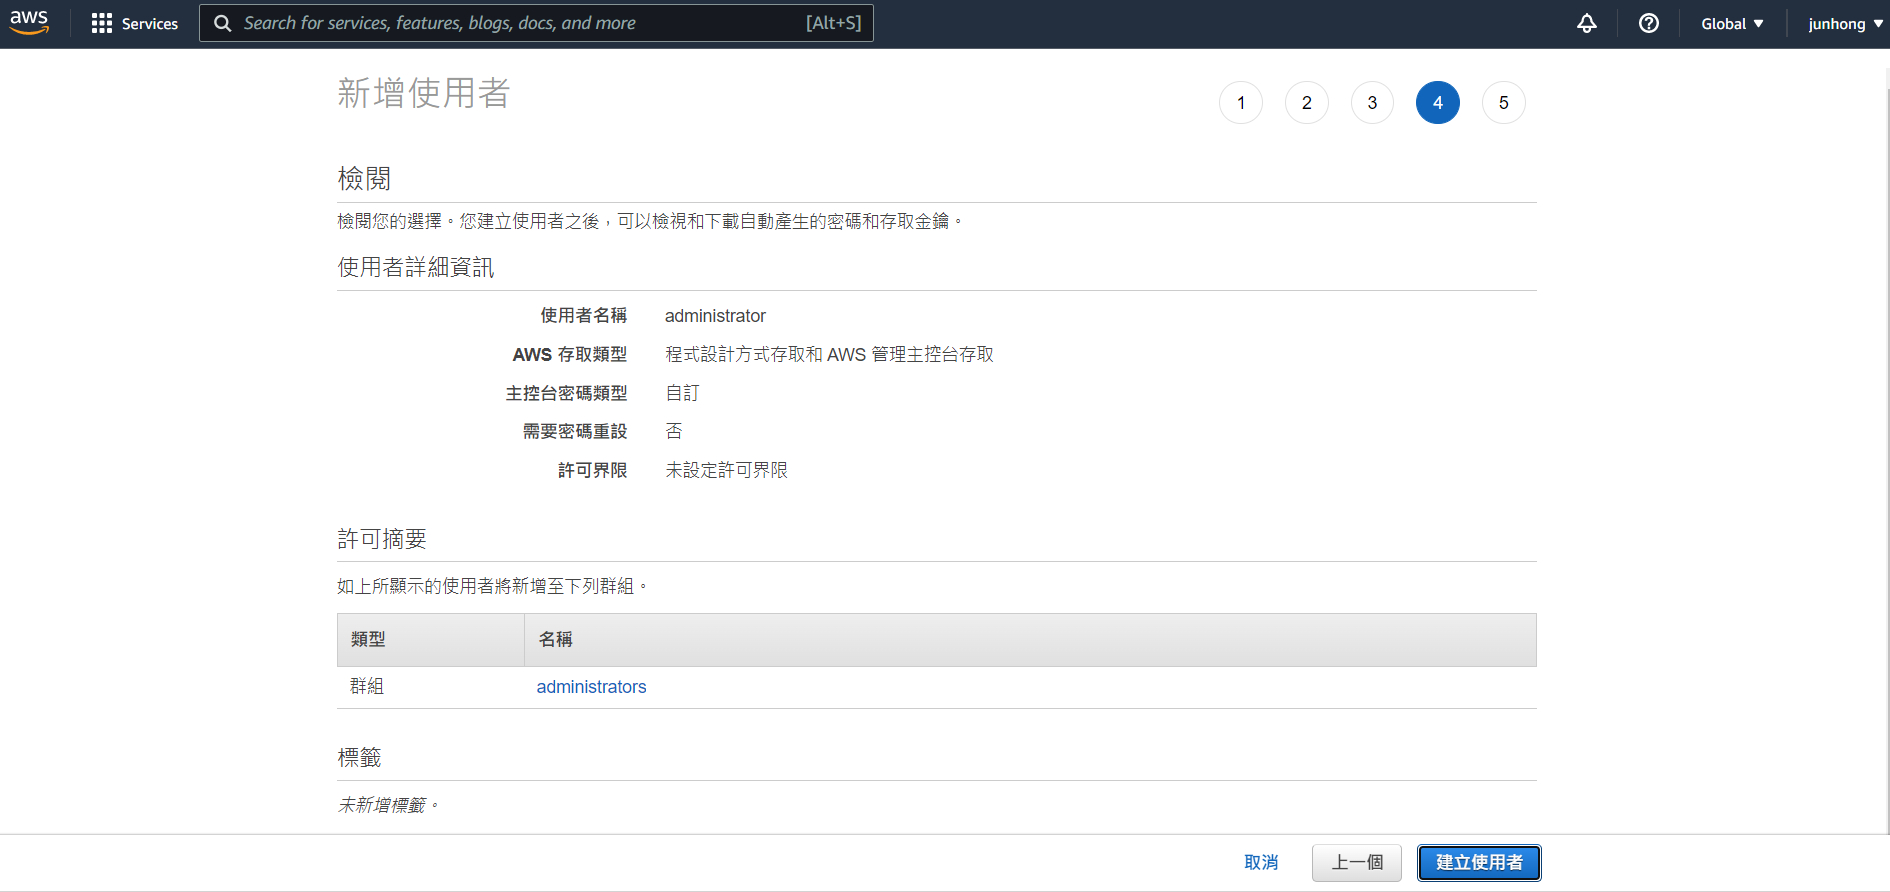 aws Services Search for services, features, blogs, docs, and more [Alt+S] Global junhong
新增使用者 1 2 3 4 5
檢閱
檢閱您的選擇。您建立使用者之後，可以檢視和下載自動產生的密碼和存取金鑰。
使用者詳細資訊
使用者名稱 administrator
AWS 存取類型 程式設計方式存取和 AWS 管理主控台存取
主控台密碼類型 自訂
需要密碼重設 否
許可界限 未設定許可界限
許可摘要
如上所顯示的使用者將新增至下列群組。
類型 名稱
群組 administrators
標籤
未新增標籤。
取消 上一個 建立使用者